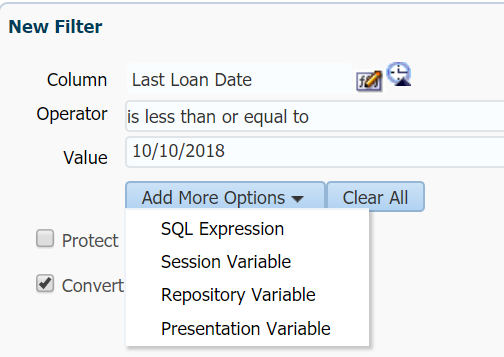 New Filter
Column Last Loan Date
Operator is less than or equal to
Value 10/10/2018
Add More Options Clear All
SQL Expression
Protect
Session Variable
Convert
Repository Variable
Presentation Variable